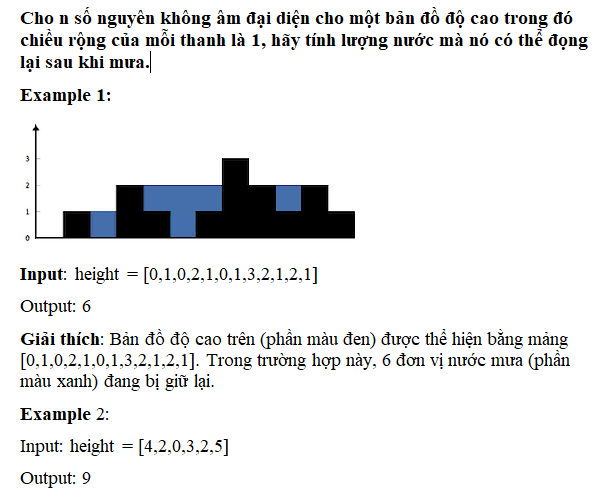 Cho n số nguyên không âm đại diện cho một bản đồ độ cao trong đó
chiều rộng của mỗi thanh là 1, hãy tính lượng nước mà nó có thể đọng
lại sau khi mưa.
Example 1:
3
2
1
0
Input: height = [0,1,0,2,1,0,1,3,2,1,2,1]
Output: 6
Giải thích: Bản đồ độ cao trên (phần màu đen) được thể hiện bằng mảng
[0,1,0,2,1,0,1,3,2,1,2,1]. Trong trường hợp này, 6 đơn vị nước mưa (phần
màu xanh) đang bị giữ lại.
Example 2:
Input: height = [4,2,0,3,2,5]
Output: 9